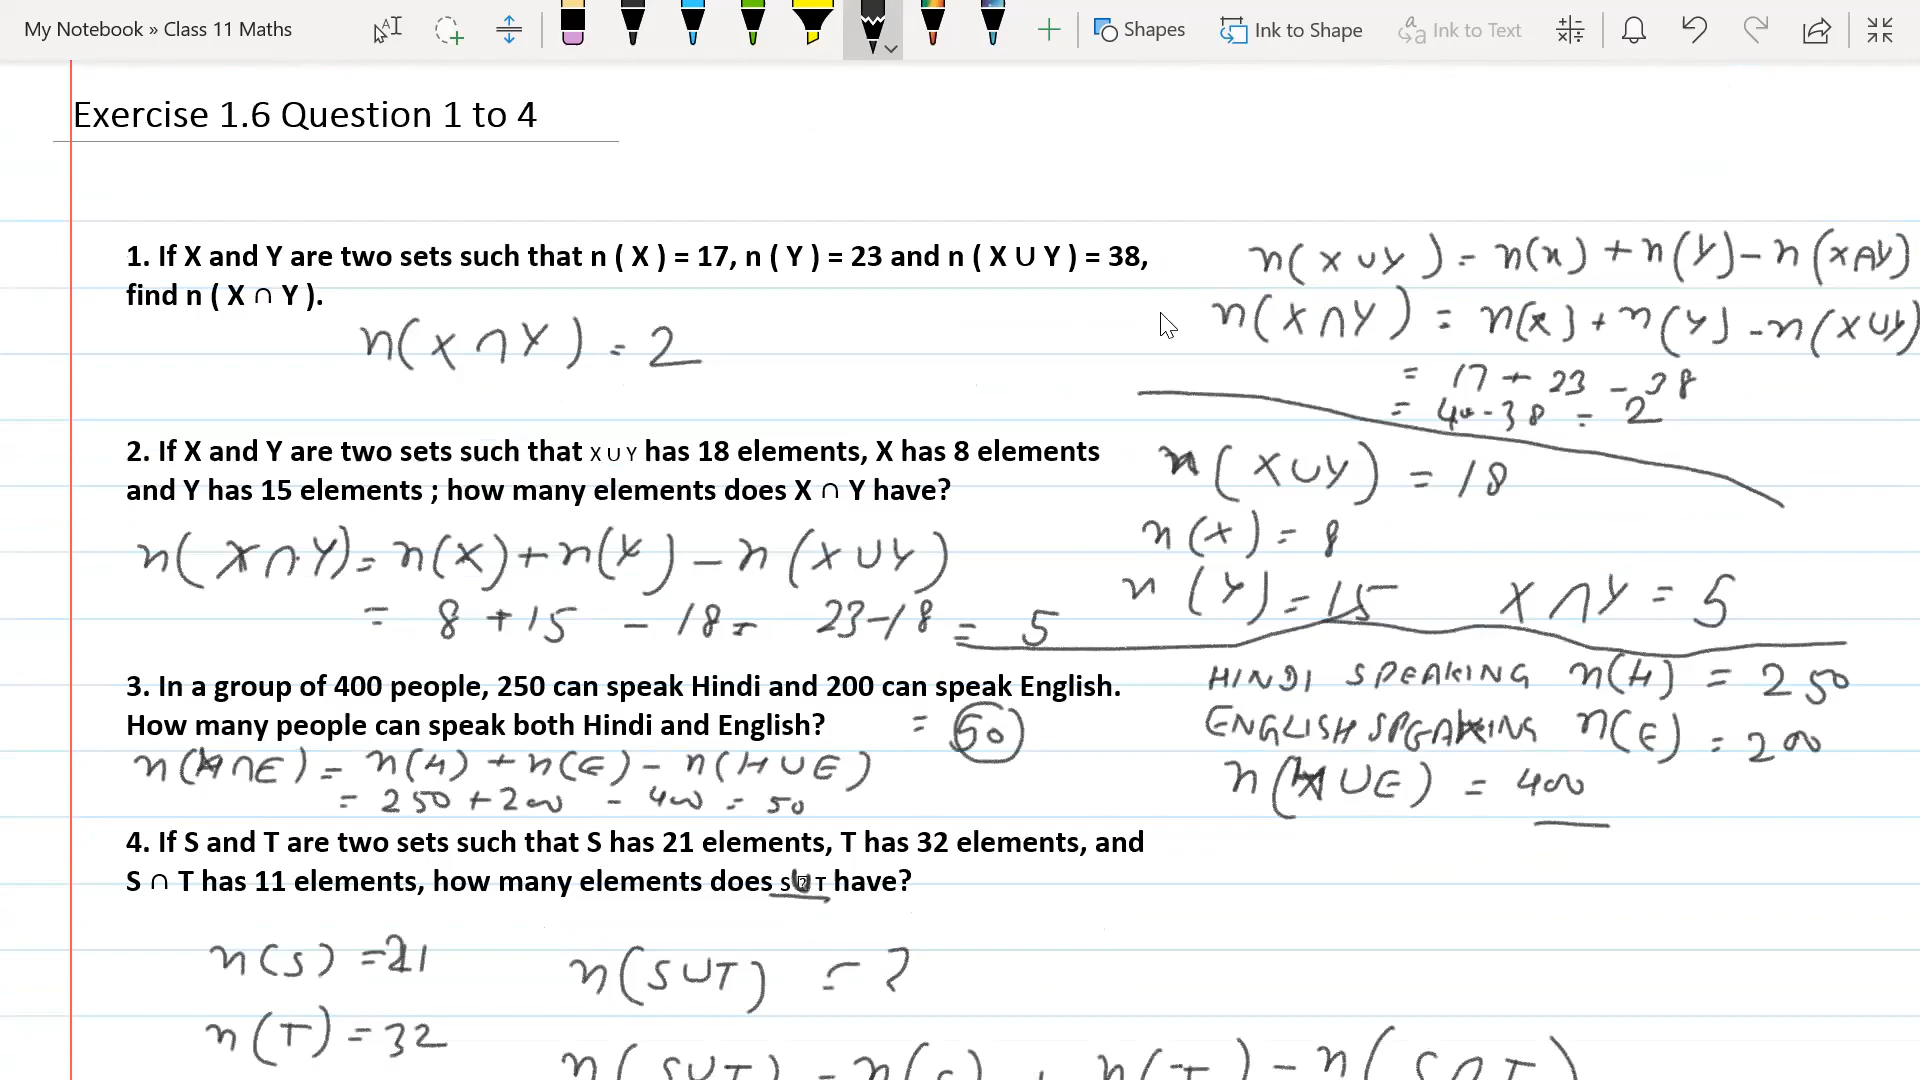 My Notebook » Class 11 Maths
Shapes
Ink to Shape
Ink to Text
Exercise 1.6 Question 1 to 4
1. If X and Y are two sets such that n ( X ) = 17, n ( Y ) = 23 and n ( X ∪ Y ) = 38,
find n ( X ∩ Y ).
n(X ∩ Y) = 2
n(X ∪ Y) = n(x) + n(Y) - n(X∩Y)
n(X ∩ Y) = n(x) + n(Y) - n(X ∪ Y)
= 17 + 23 - 38
= 40 - 38 = 2
2. If X and Y are two sets such that X ∪ Y has 18 elements, X has 8 elements
and Y has 15 elements ; how many elements does X ∩ Y have?
n(X ∩ Y) = n(X) + n(Y) - n(X ∪ Y)
= 8 + 15 - 18 = 23 - 18 = 5
n(X ∪ Y) = 18
n(X) = 8
n(Y) = 15 X ∩ Y = 5
3. In a group of 400 people, 250 can speak Hindi and 200 can speak English.
How many people can speak both Hindi and English? = 50
n(H ∩ E) = n(H) + n(E) - n(H ∪ E)
= 250 + 200 - 400 = 50
HINDI SPEAKING n(H) = 250
ENGLISH SPEAKING n(E) = 200
n(H ∪ E) = 400
4. If S and T are two sets such that S has 21 elements, T has 32 elements, and
S ∩ T has 11 elements, how many elements does S ∪ T have?
n(S) = 21
n(S ∪ T) = ?
n(T) = 32
n(S ∪ T) = n(S) + n(T) - n(S ∩ T)